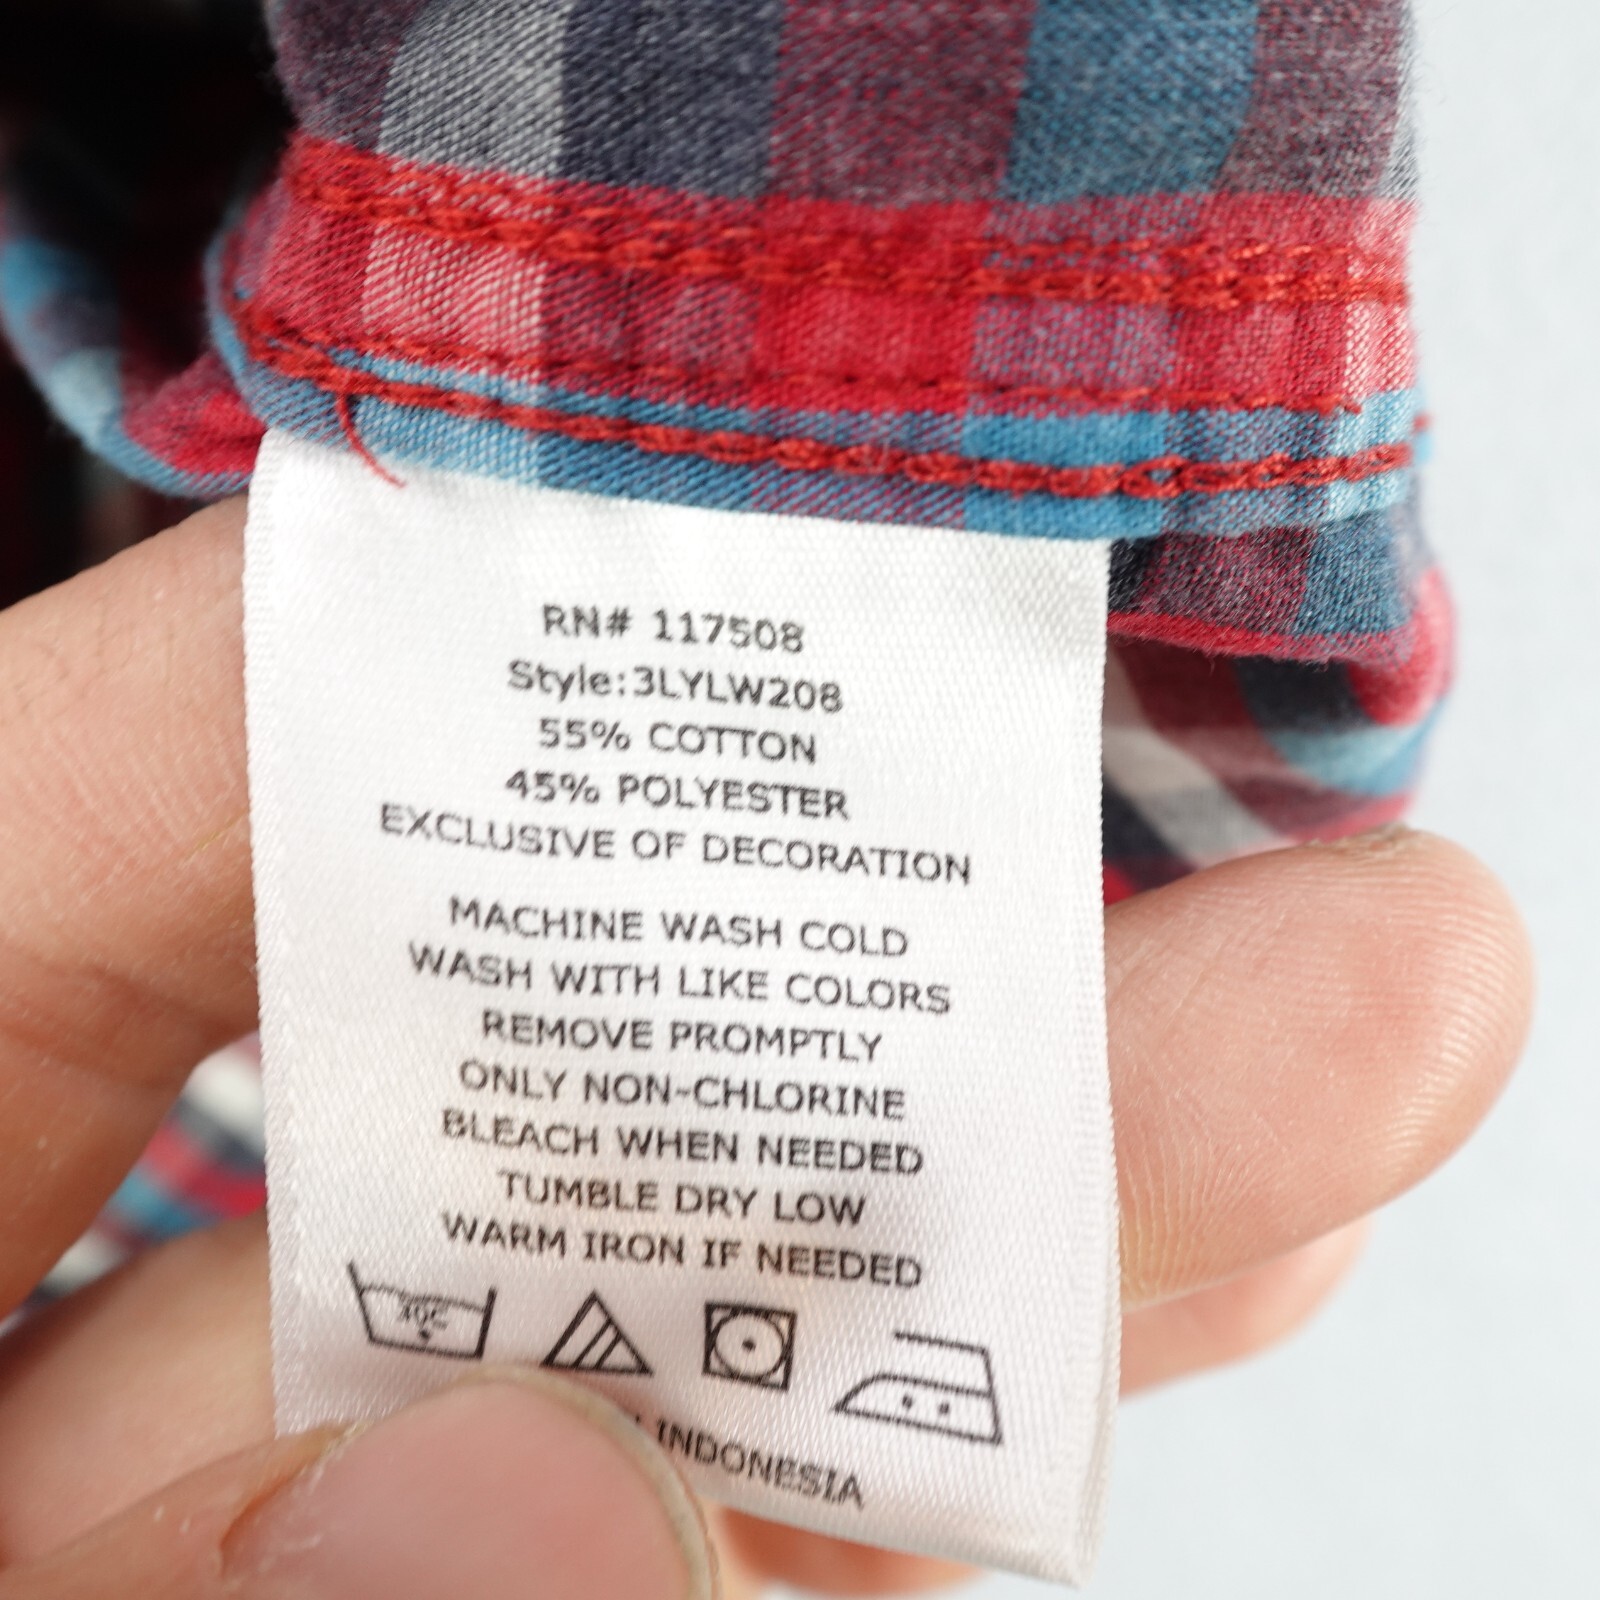 RN# 117508
Style:3LYLW208
55% COTTON
45% POLYESTER
EXCLUSIVE OF DECORATION
MACHINE WASH COLD
WASH WITH LIKE COLORS
REMOVE PROMPTLY
ONLY NON-CHLORINE
BLEACH WHEN NEEDED
TUMBLE DRY LOW
WARM IRON IF NEEDED
30C
INDONESIA